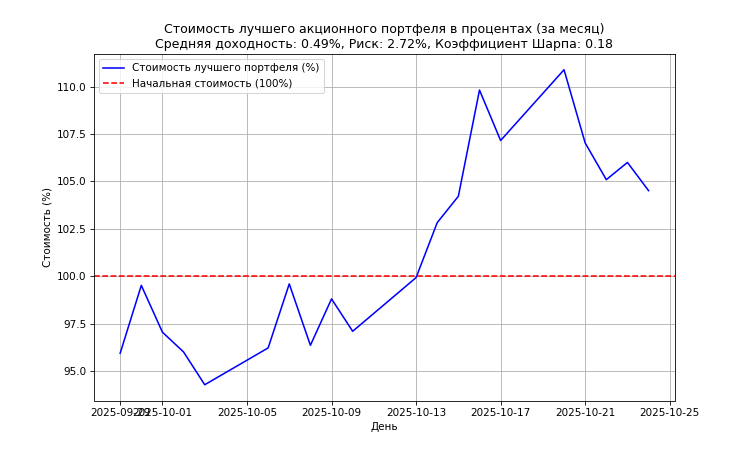 Стоимость лучшего акционного портфеля в процентах (за месяц)
Средняя доходность: 0.49%, Риск: 2.72%, Коэффициент Шарпа: 0.18
Стоимость лучшего портфеля (%)
Начальная стоимость (100%)
Стоимость (%)
110.0
107.5
105.0
102.5
100.0
97.5
95.0
2025-09-29 2025-10-01 2025-10-05 2025-10-09 2025-10-13 2025-10-17 2025-10-21 2025-10-25
День